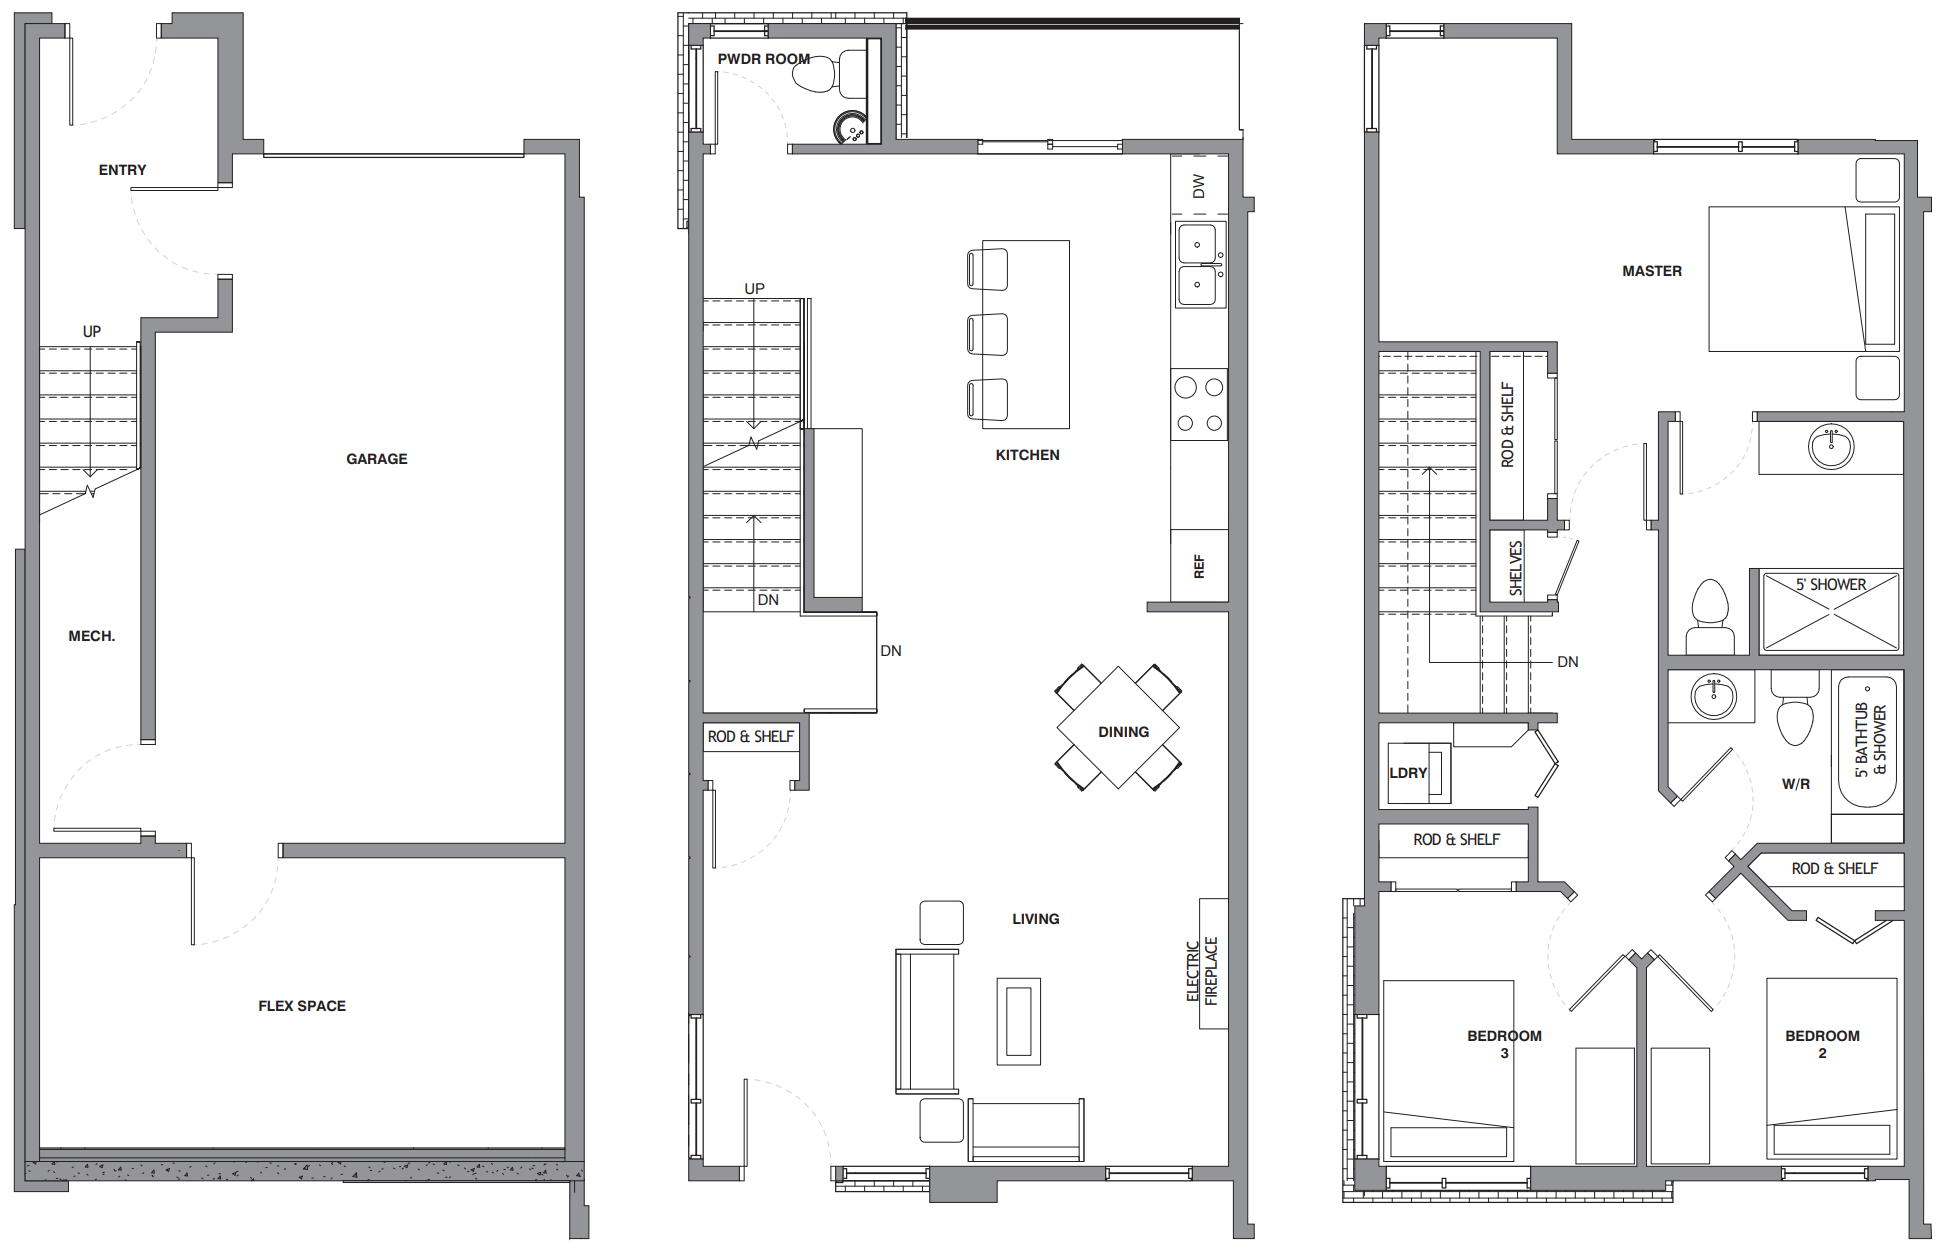 ENTRY
UP
GARAGE
MECH.
FLEX SPACE
PWDR ROOM
DW
UP
KITCHEN
REF
DN
DN
ROD & SHELF
DINING
LIVING
ELECTRIC
FIREPLACE
MASTER
ROD & SHELF
SHELVES
5' SHOWER
DN
LDRY
5' BATHTUB
& SHOWER
W/R
ROD & SHELF
ROD & SHELF
BEDROOM
3
BEDROOM
2